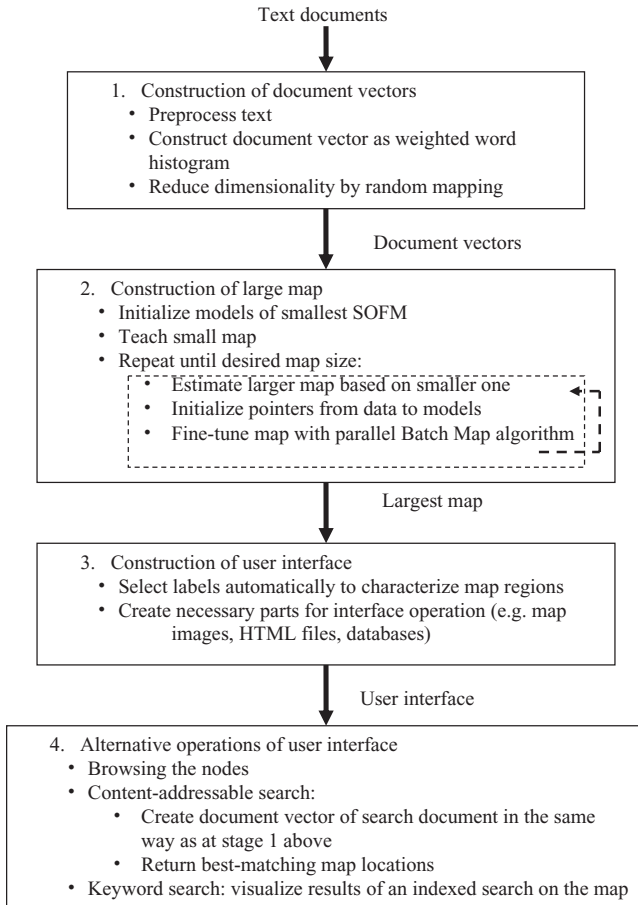 Text documents
1. Construction of document vectors
• Preprocess text
• Construct document vector as weighted word
histogram
• Reduce dimensionality by random mapping
Document vectors
2. Construction of large map
• Initialize models of smallest SOFM
• Teach small map
• Repeat until desired map size:
• Estimate larger map based on smaller one
• Initialize pointers from data to models
• Fine-tune map with parallel Batch Map algorithm
Largest map
3. Construction of user interface
• Select labels automatically to characterize map regions
• Create necessary parts for interface operation (e.g. map
images, HTML files, databases)
User interface
4. Alternative operations of user interface
• Browsing the nodes
• Content-addressable search:
• Create document vector of search document in the same
way as at stage 1 above
• Return best-matching map locations
• Keyword search: visualize results of an indexed search on the map